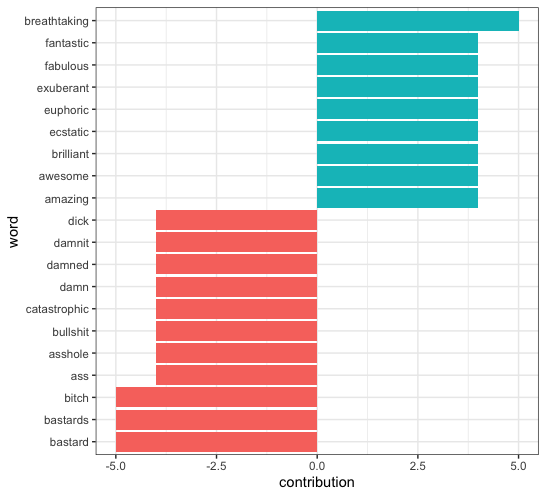 breathtaking
fantastic
fabulous
exuberant
euphoric
ecstatic
brilliant
awesome
amazing
dick
damnit
damned
damn
catastrophic
bullshit
asshole
ass
bitch
bastards
bastard
word
-5.0 -2.5 0.0 2.5 5.0
contribution